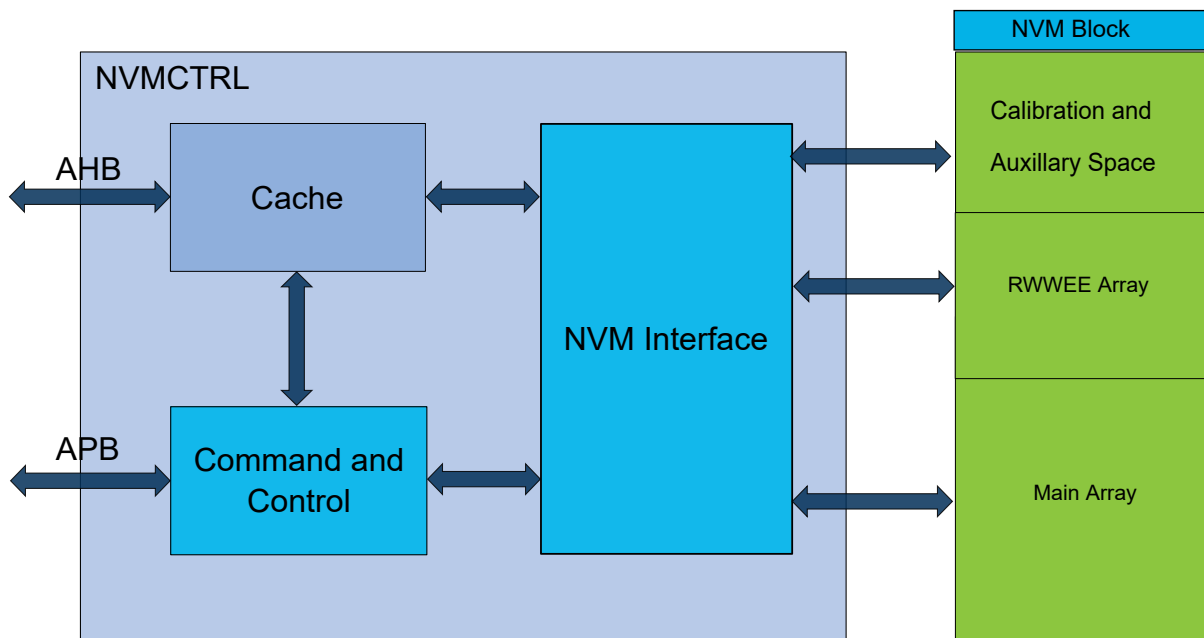 NVM Block
NVMCTRL
Calibration and
Auxillary Space
AHB
Cache
RWWEE Array
NVM Interface
APB
Command and
Control
Main Array